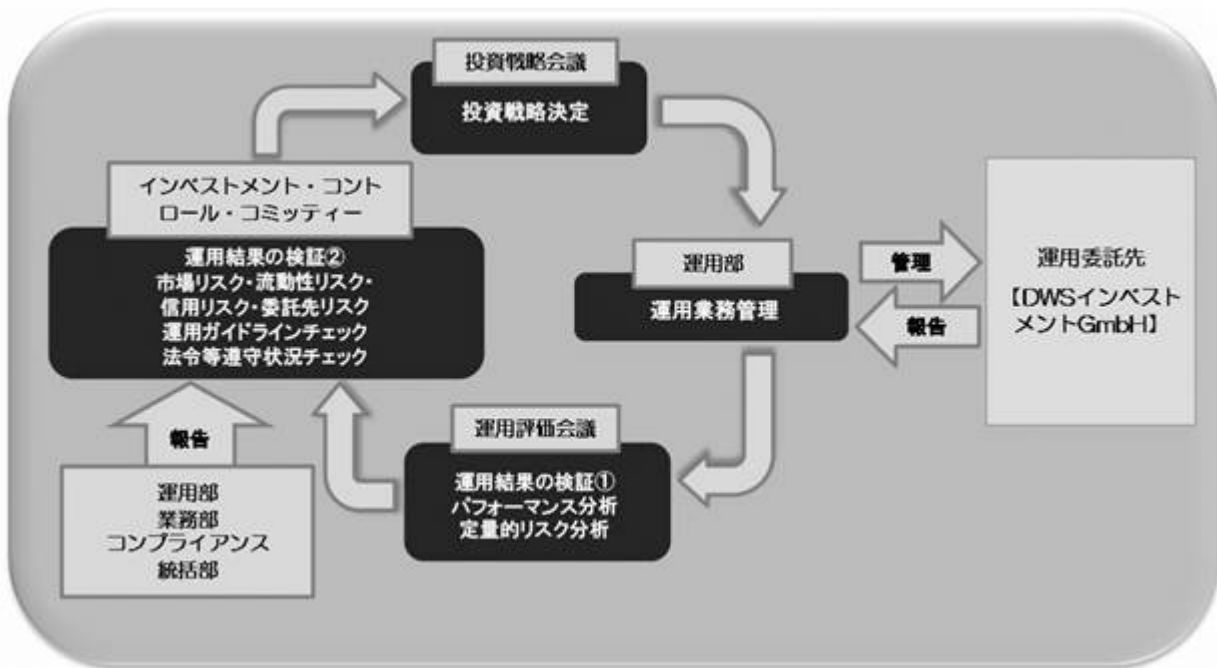 投資戦略会議
投資戦略決定
インベストメント・コント
ロール・コミッティー
運用結果の検証②
市場リスク・流動性リスク・
信用リスク・委託先リスク
運用ガイドラインチェック
法令等遵守状況チェック
運用部
運用業務管理
管理
報告
運用委託先
【DWSインベスト
メントGmbH】
運用評価会議
運用結果の検証①
パフォーマンス分析
定量的リスク分析
報告
運用部
業務部
コンプライアンス
統括部